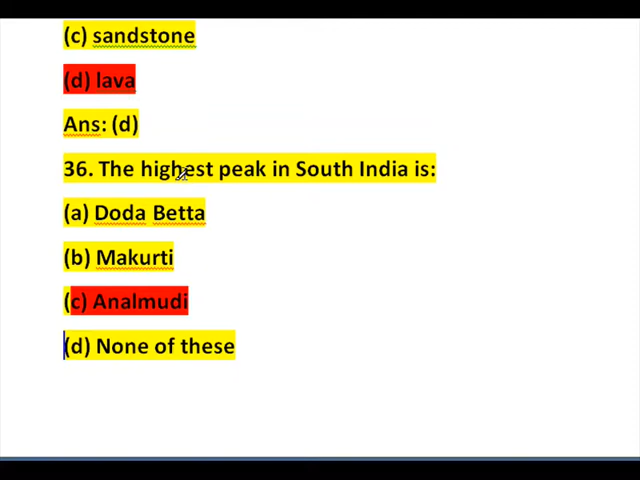 (c) sandstone
(d) lava
Ans: (d)
36. The highest peak in South India is:
(a) Doda Betta
(b) Makurti
(c) Analmudi
(d) None of these